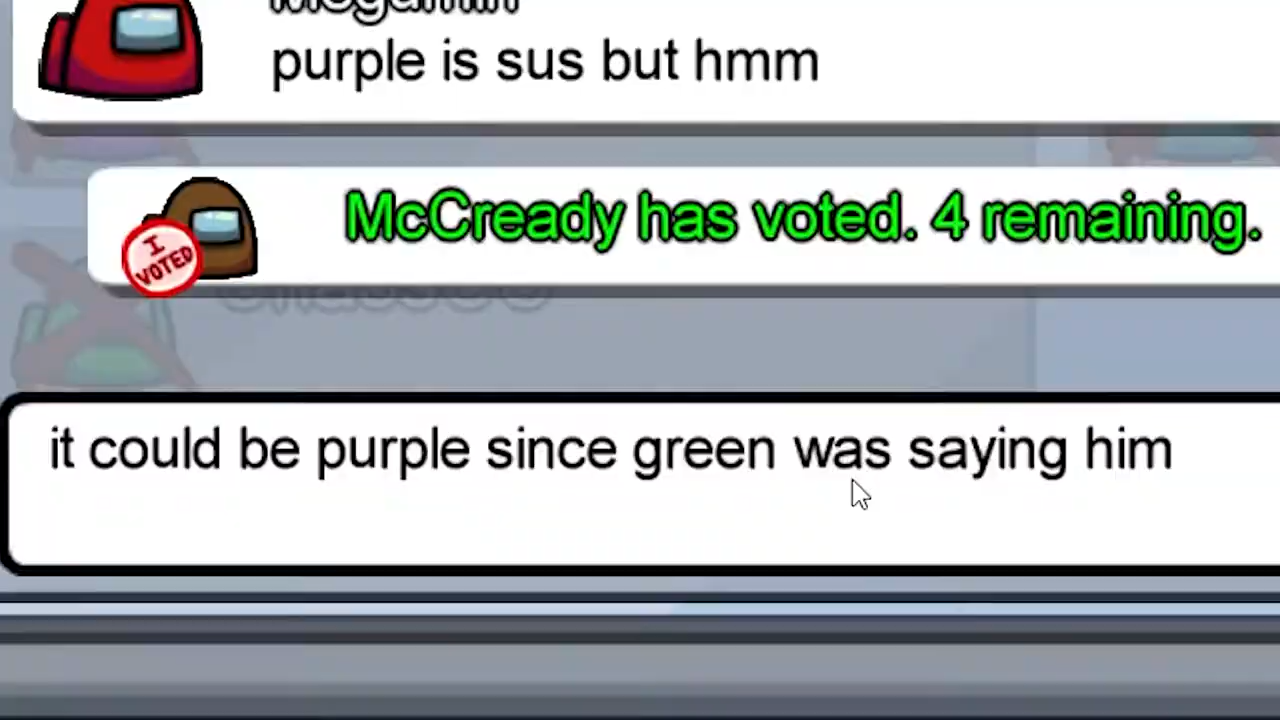 Megumin
purple is sus but hmm
McCready has voted. 4 remaining.
I
VOTED
it could be purple since green was saying him